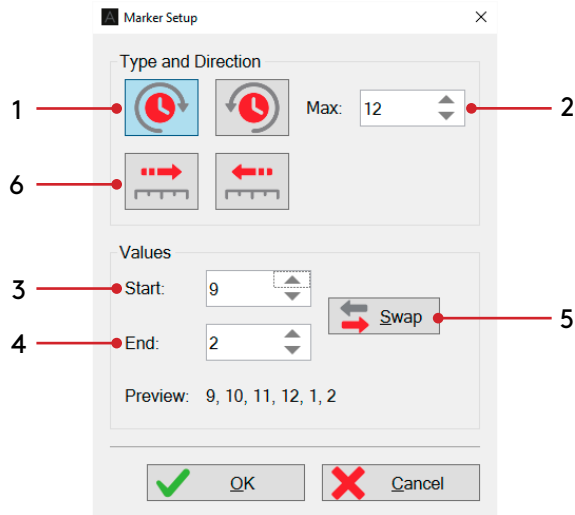 Marker Setup
Type and Direction
1
Max: 12
2
6
Values
3
Start: 9
Swap
5
4
End: 2
Preview: 9, 10, 11, 12, 1, 2
OK Cancel